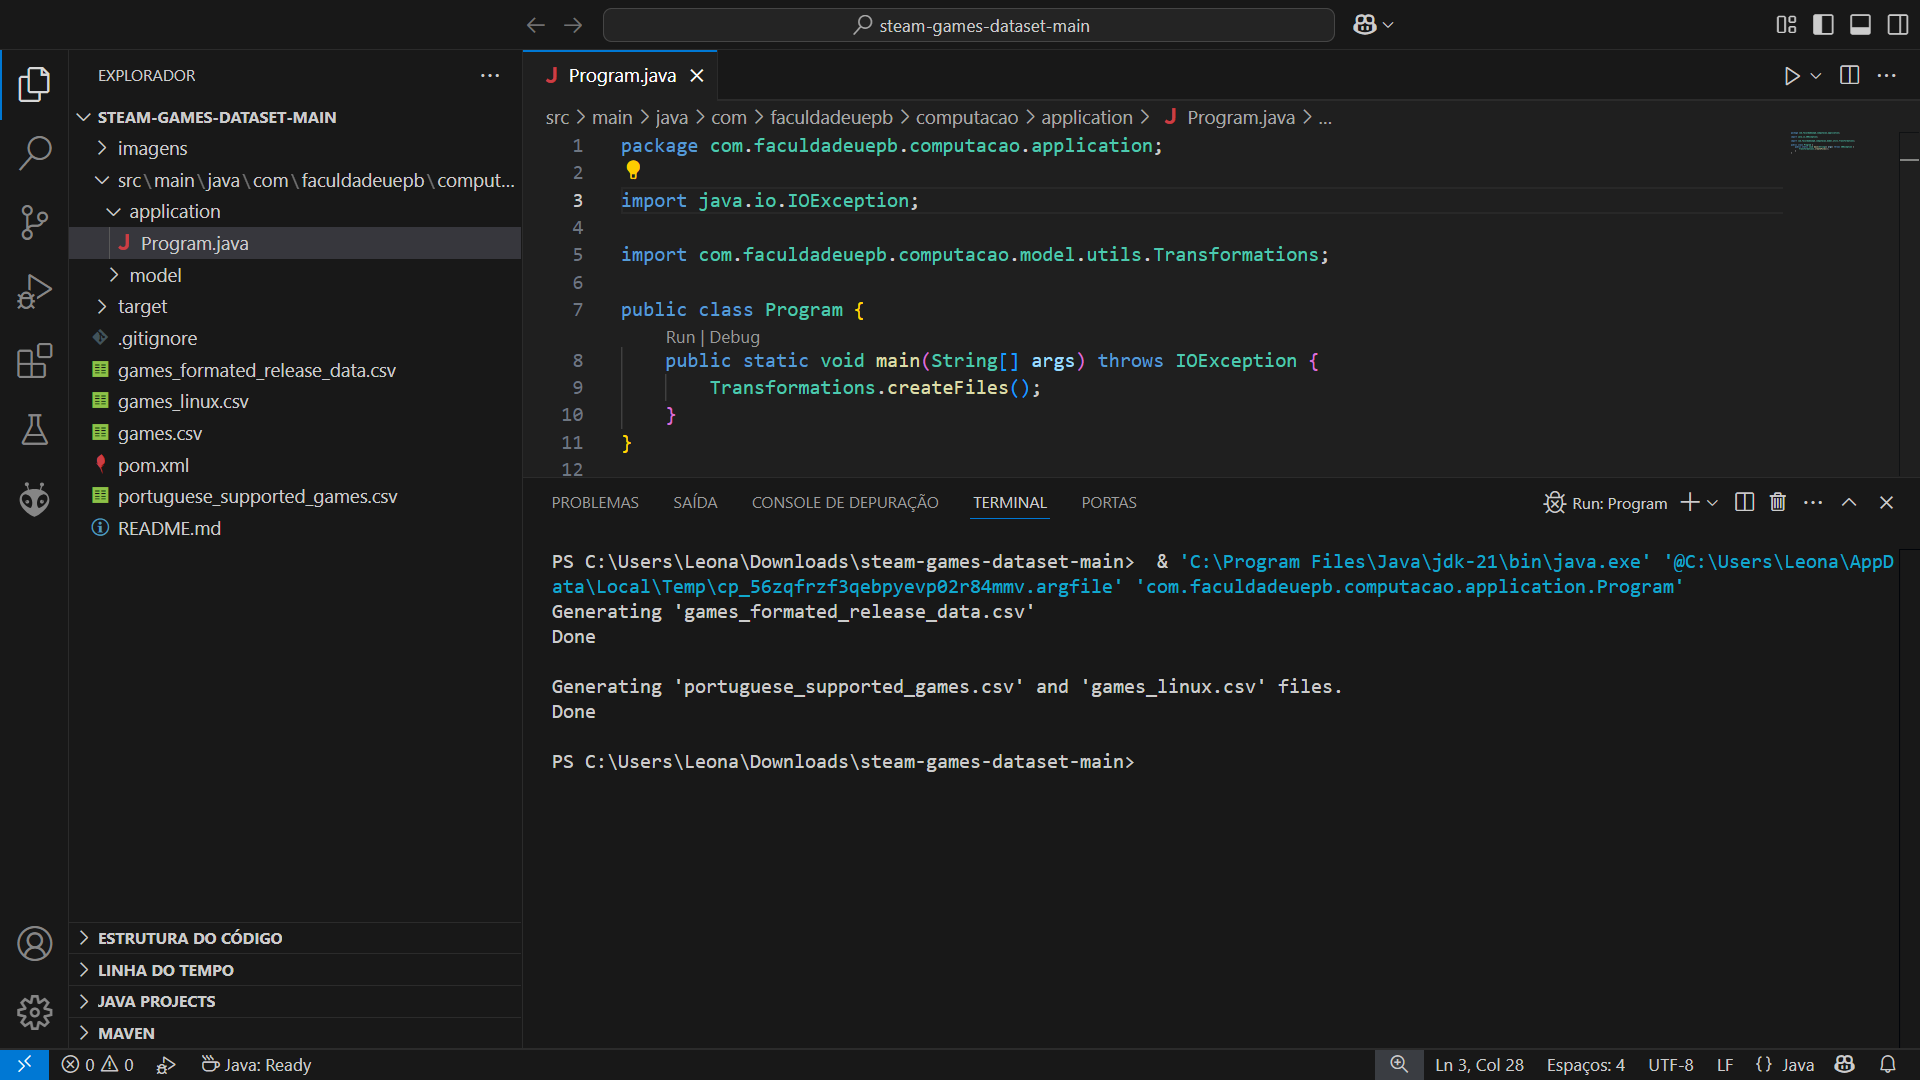 steam-games-dataset-main
EXPLORADOR
STEAM-GAMES-DATASET-MAIN
imagens
src\main\java\com\faculdadeuepb\comput...
application
Program.java
model
target
.gitignore
games_formated_release_data.csv
games_linux.csv
games.csv
pom.xml
portuguese_supported_games.csv
README.md
ESTRUTURA DO CÓDIGO
LINHA DO TEMPO
JAVA PROJECTS
MAVEN
Program.java
src > main > java > com > faculdadeuepb > computacao > application > Program.java > ...
1 package com.faculdadeuepb.computacao.application;
2
3 import java.io.IOException;
4
5 import com.faculdadeuepb.computacao.model.utils.Transformations;
6
7 public class Program {
Run | Debug
8 public static void main(String[] args) throws IOException {
9 Transformations.createFiles();
10 }
11 }
12
PROBLEMAS SAÍDA CONSOLE DE DEPURAÇÃO TERMINAL PORTAS Run: Program
PS C:\Users\Leona\Downloads\steam-games-dataset-main> & 'C:\Program Files\Java\jdk-21\bin\java.exe' '@C:\Users\Leona\AppD
ata\Local\Temp\cp_56zqfrzf3qebpyevp02r84mmv.argfile' 'com.faculdadeuepb.computacao.application.Program'
Generating 'games_formated_release_data.csv'
Done
Generating 'portuguese_supported_games.csv' and 'games_linux.csv' files.
Done
PS C:\Users\Leona\Downloads\steam-games-dataset-main>
0 0 Java: Ready Ln 3, Col 28 Espaços: 4 UTF-8 LF {} Java